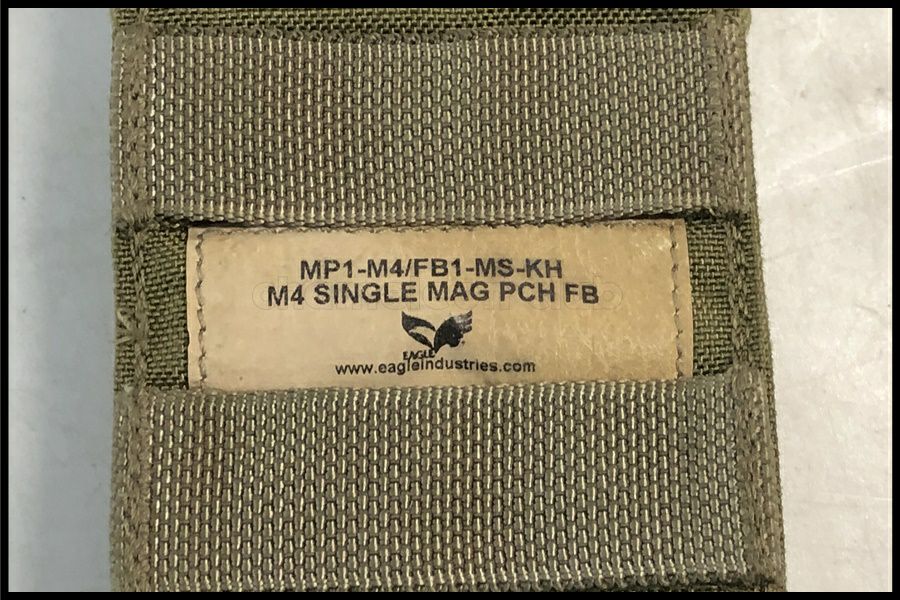 MP1-M4/FB1-MS-KH
M4 SINGLE MAG PCH FB
EAGLE
www.eagleindustries.com